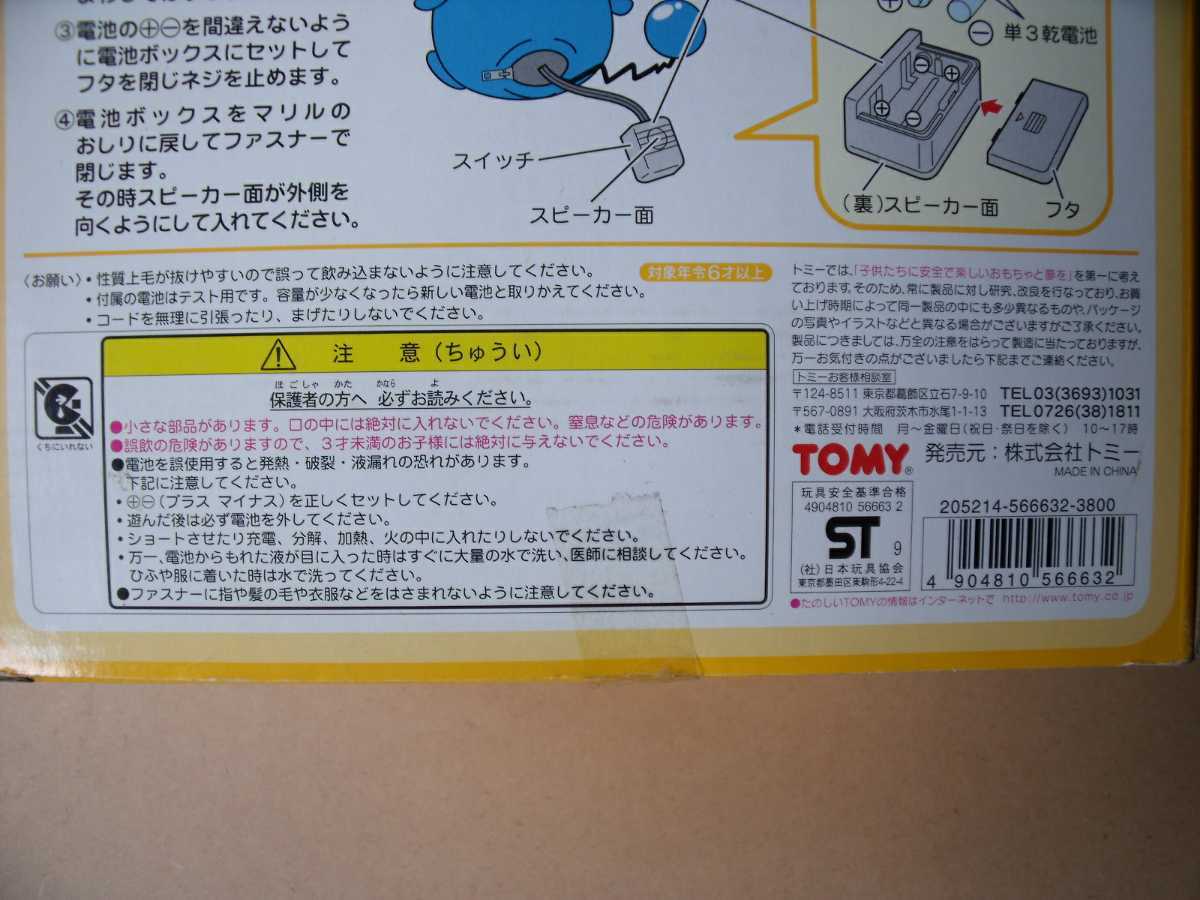 ③電池の⊕⊖を間違えないよう
に電池ボックスにセットして
フタを閉じネジを止めます。
④電池ボックスをマリルの
おしりに戻してファスナーで
閉じます。
その時スピーカー面が外側を
向くようにして入れてください。
スイッチ
スピーカー面
⊕
⊖ 単3乾電池
⊖ ⊕
⊕ ⊖
(裏)スピーカー面
フタ
〈お願い〉・性質上毛が抜けやすいので誤って飲み込まないように注意してください。
・付属の電池はテスト用です。容量が少なくなったら新しい電池と取りかえてください。
・コードを無理に引張ったり、まげたりしないでください。
対象年令6才以上
くちにいれない
注 意(ちゅうい)
ほごしゃ かた かなら よ
保護者の方へ 必ずお読みください。
●小さな部品があります。口の中には絶対に入れないでください。窒息などの危険があります。
●誤飲の危険がありますので、3才未満のお子様には絶対に与えないでください。
●電池を誤使用すると発熱・破裂・液漏れの恐れがあります。
下記に注意してください。
・⊕⊖(プラス マイナス)を正しくセットしてください。
・遊んだ後は必ず電池を外してください。
・ショートさせたり充電、分解、加熱、火の中に入れたりしないでください。
・万一、電池からもれた液が目に入った時はすぐに大量の水で洗い、医師に相談してください。
ひふや服に着いた時は水で洗ってください。
●ファスナーに指や髪の毛や衣服などをはさまれないように注意してください。
トミーでは、「子供たちに安全で楽しいおもちゃと夢を」を第一に考え
ております。そのため、常に製品に対し研究、改良を行なっており、お買
い上げ時期によって同一製品の中にも多少異なるものや、パッケージ
の写真やイラストなどと異なる場合がございますがご了承ください。
製品につきましては、万全の注意をはらって製造に当たっておりますが、
万一お気付きの点がございましたら下記までご連絡ください。
トミーお客様相談室
〒124-8511 東京都葛飾区立石7-9-10 TEL03(3693)1031
〒567-0891 大阪府茨木市水尾1-1-13 TEL0726(38)1811
*電話受付時間 月〜金曜日(祝日・祭日を除く) 10〜17時
TOMY® 発売元：株式会社トミー
MADE IN CHINA
玩具安全基準合格
4904810 56663 2
ST 9
(社)日本玩具協会
東京都墨田区東駒形4-22-4
205214-566632-3800
4 904810 566632
●たのしいTOMYの情報はインターネットで http://www.tomy.co.jp